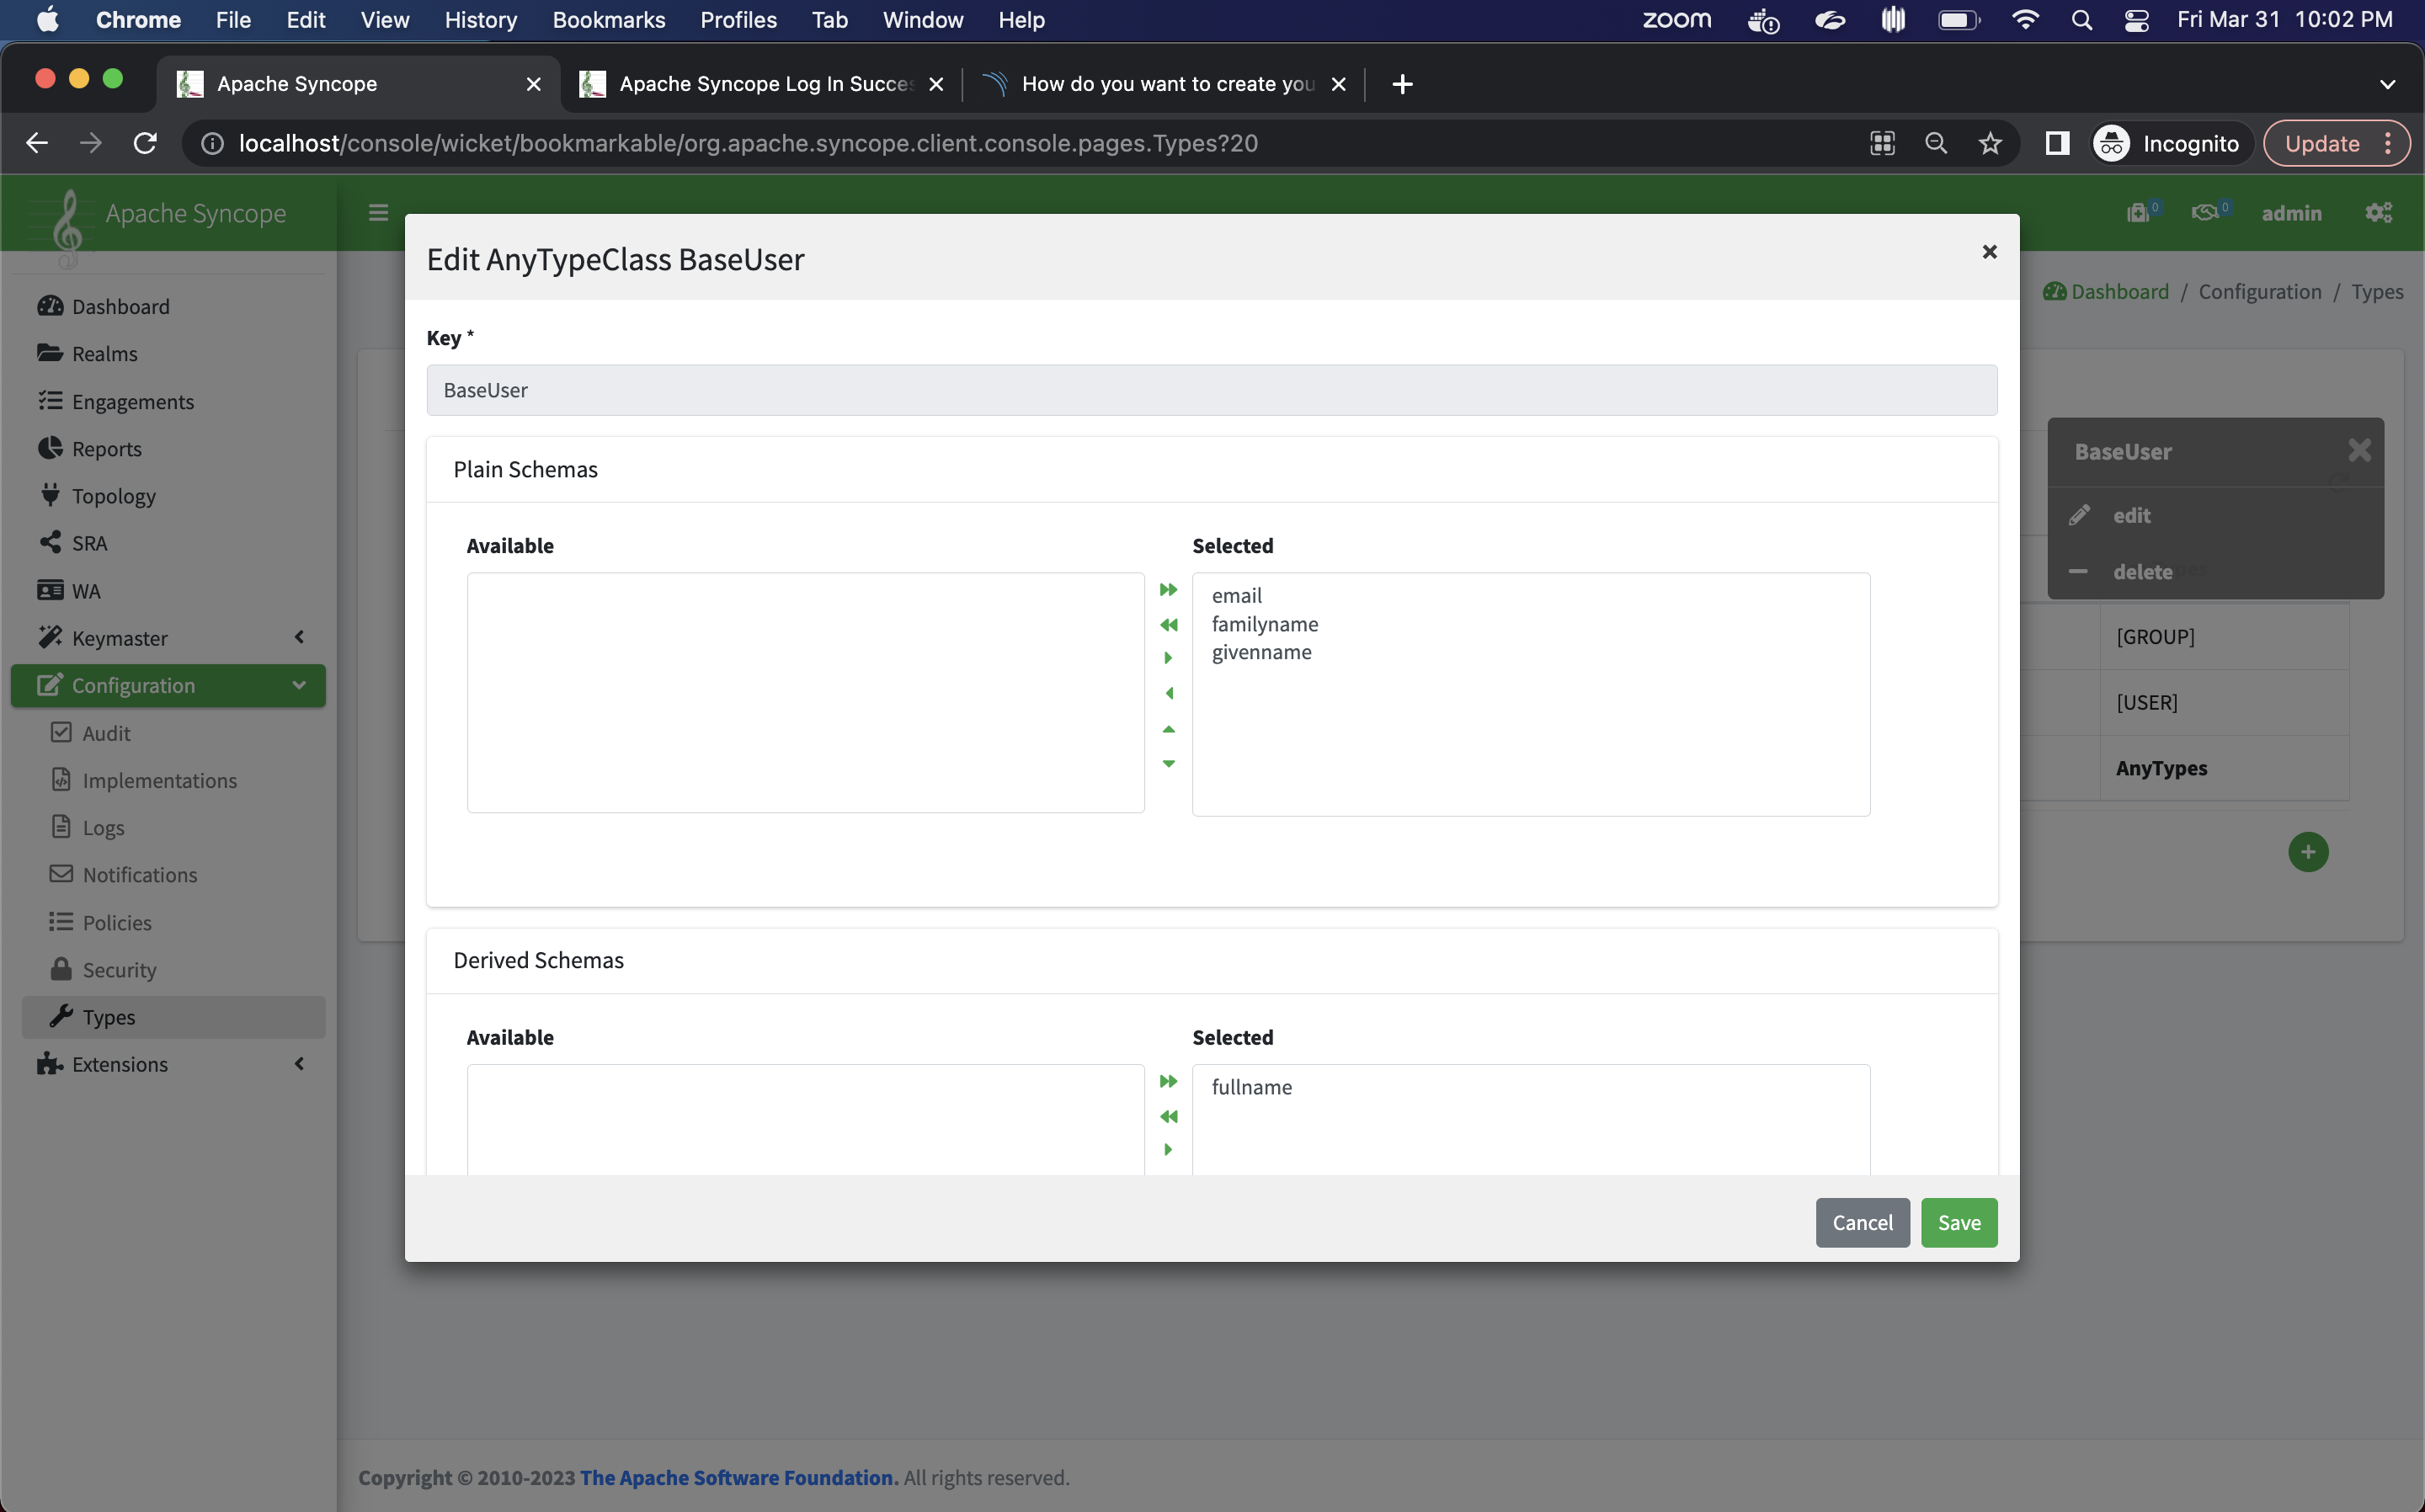 Chrome File Edit View History Bookmarks Profiles Tab Window Help zoom Fri Mar 31 10:02 PM
Apache Syncope
Apache Syncope Log In Succes
How do you want to create you
localhost/console/wicket/bookmarkable/org.apache.syncope.client.console.pages.Types?20
Incognito
Update
Apache Syncope
0
0
admin
Dashboard / Configuration / Types
Dashboard
Realms
Engagements
Reports
Topology
SRA
WA
Keymaster
Configuration
Audit
Implementations
Logs
Notifications
Policies
Security
Types
Extensions
Edit AnyTypeClass BaseUser
Key *
BaseUser
Plain Schemas
Available
Selected
email
familyname
givenname
Derived Schemas
Available
Selected
fullname
Cancel
Save
BaseUser
edit
delete
[GROUP]
[USER]
AnyTypes
Copyright © 2010-2023 The Apache Software Foundation. All rights reserved.